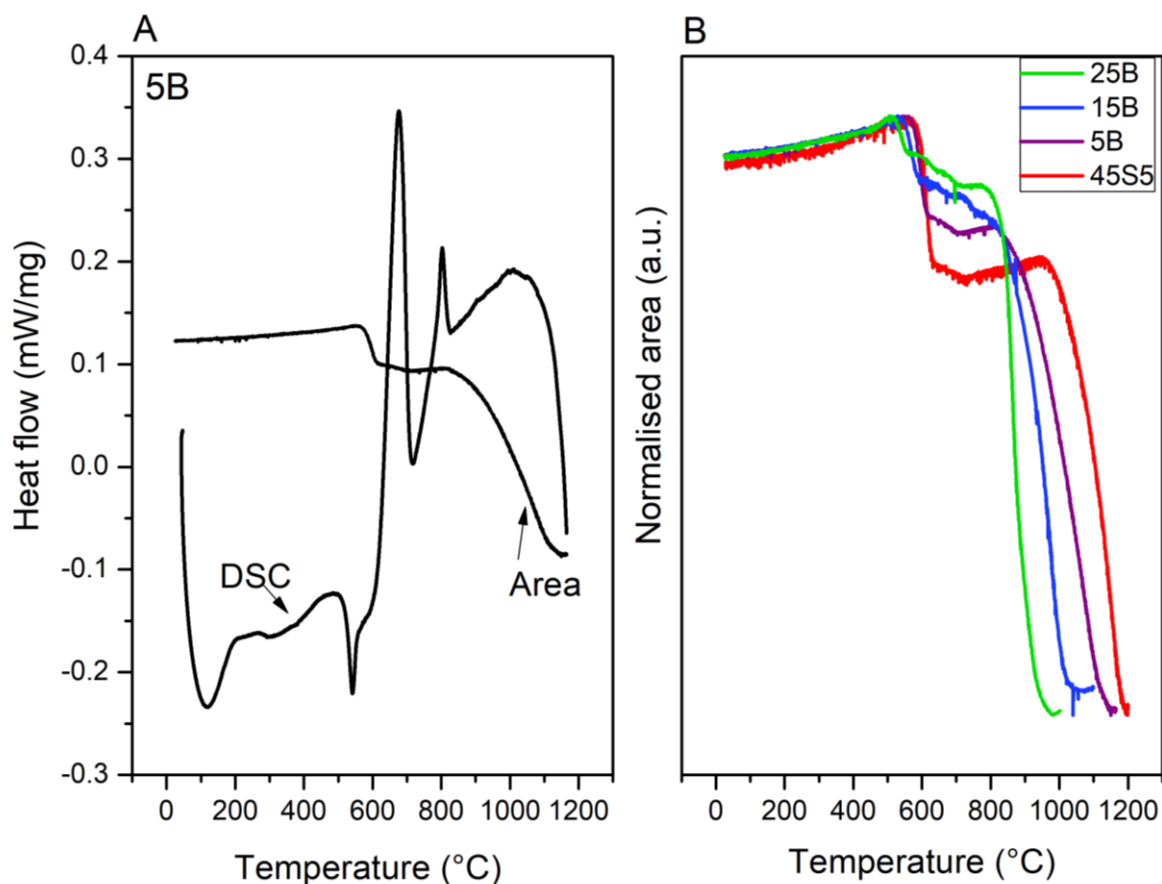 A
5B
Heat flow (mW/mg)
0.4
0.3
0.2
0.1
0.0
-0.1
-0.2
-0.3
DSC
Area
0 200 400 600 800 1000 1200
Temperature (°C)
B
25B
15B
5B
45S5
Normalised area (a.u.)
0 200 400 600 800 1000 1200
Temperature (°C)